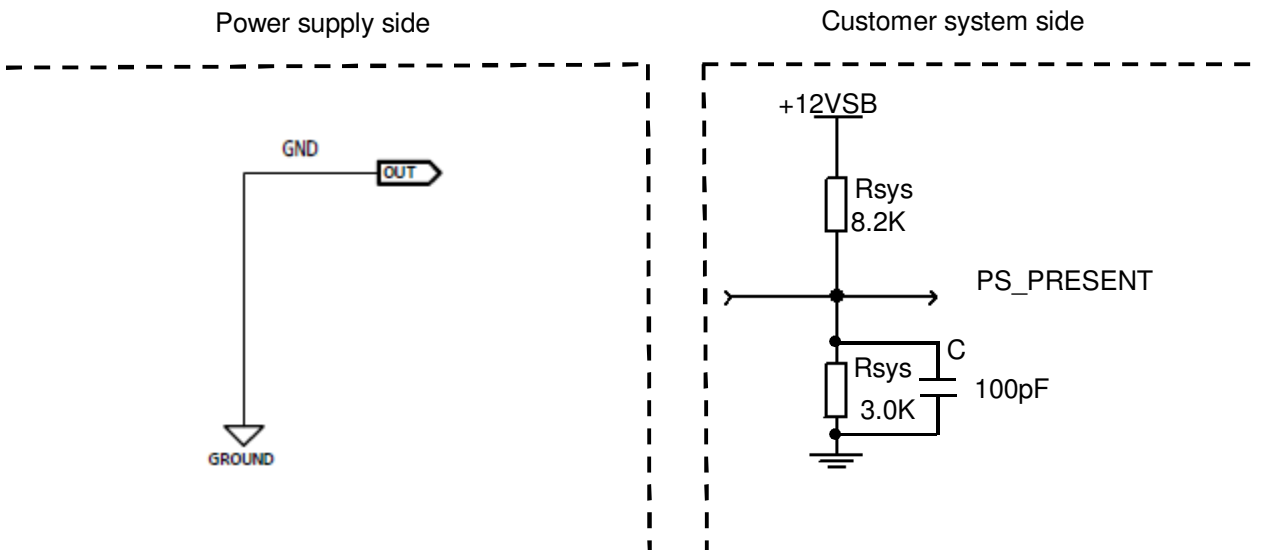 Power supply side
Customer system side
GND
OUT
GROUND
+12VSB
Rsys
8.2K
PS_PRESENT
C
Rsys
100pF
3.0K